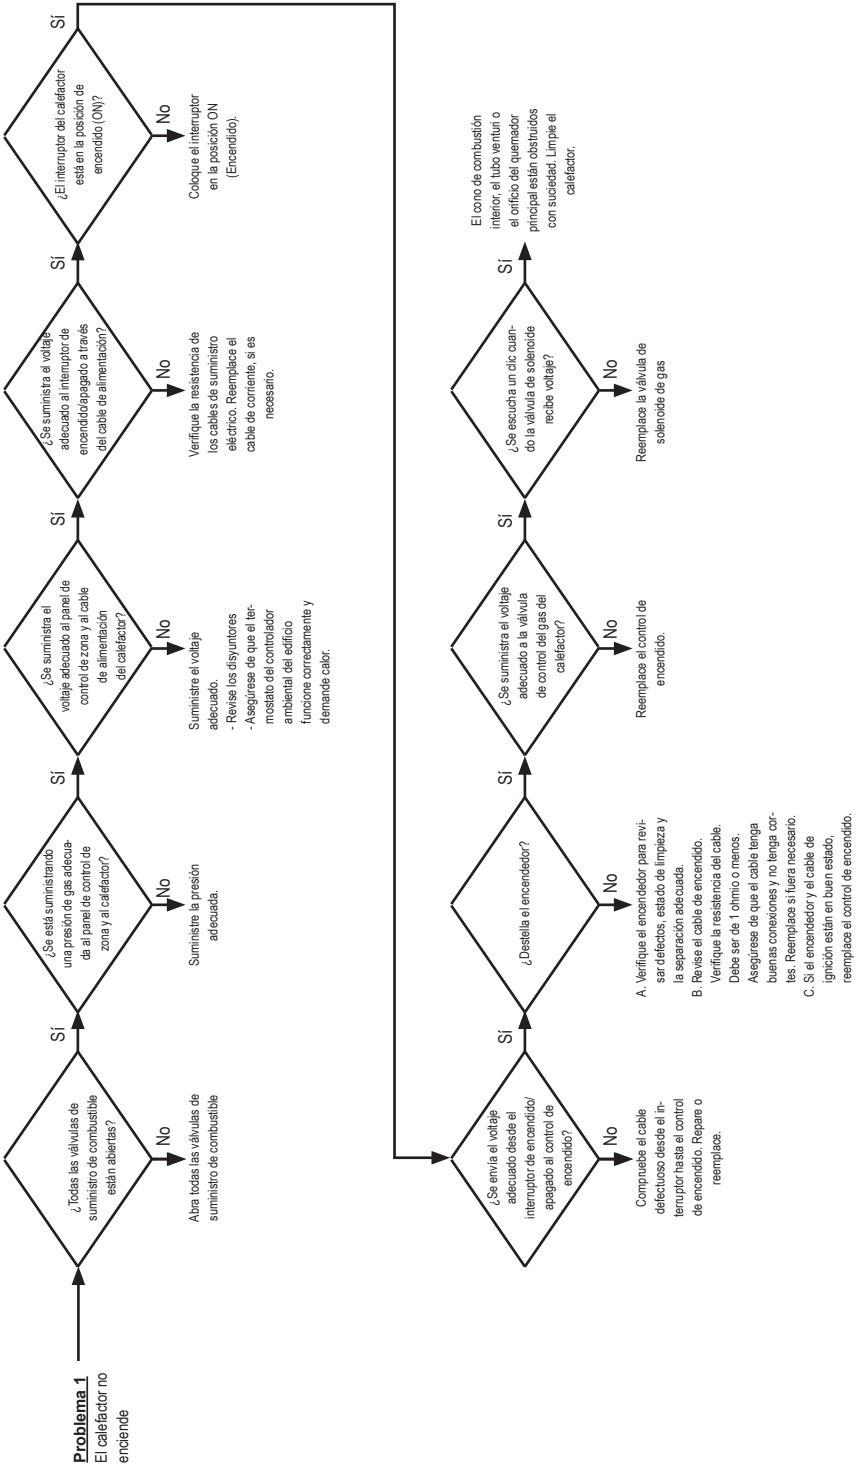 Problema 1
El calefactor no
enciende
¿Todas las válvulas de
suministro de combustible
están abiertas?
Sí
No
Abra todas las válvulas de
suministro de combustible
¿Se está suministrando
una presión de gas adecua-
da al panel de control de
zona y al calefactor?
Sí
No
Suministre la presión
adecuada.
¿Se suministra el
voltaje adecuado al panel de
control de zona y al cable
de alimentación
del calefactor?
Sí
No
Suministre el voltaje
adecuado.
- Revise los disyuntores
- Asegúrese de que el ter-
mostato del controlador
ambiental del edificio
funcione correctamente y
demande calor.
¿Se suministra el voltaje
adecuado al interruptor de
encendido/apagado a través
del cable de alimentación?
Sí
No
Verifique la resistencia de
los cables de suministro
eléctrico. Reemplace el
cable de corriente, si es
necesario.
¿El interruptor del calefactor
está en la posición de
encendido (ON)?
Sí
No
Coloque el interruptor
en la posición ON
(Encendido).
¿Se envía el voltaje
adecuado desde el
interruptor de encendido/
apagado al control de
encendido?
Sí
No
Compruebe el cable
defectuoso desde el in-
terruptor hasta el control
de encendido. Repare o
reemplace.
¿Destella el encendedor?
Sí
No
A. Verifique el encendedor para revi-
sar defectos, estado de limpieza y
la separación adecuada.
B. Revise el cable de encendido.
Verifique la resistencia del cable.
Debe ser de 1 ohmio o menos.
Asegúrese de que el cable tenga
buenas conexiones y no tenga cor-
tes. Reemplace si fuera necesario.
C. Si el encendedor y el cable de
ignición están en buen estado,
reemplace el control de encendido.
¿Se suministra el voltaje
adecuado a la válvula
de control del gas del
calefactor?
Sí
No
Reemplace el control de
encendido.
¿Se escucha un clic cuan-
do la válvula de solenoide
recibe voltaje?
Sí
No
Reemplace la válvula de
solenoide de gas
El cono de combustión
interior, el tubo venturi o
el orificio del quemador
principal están obstruidos
con suciedad. Limpie el
calefactor.